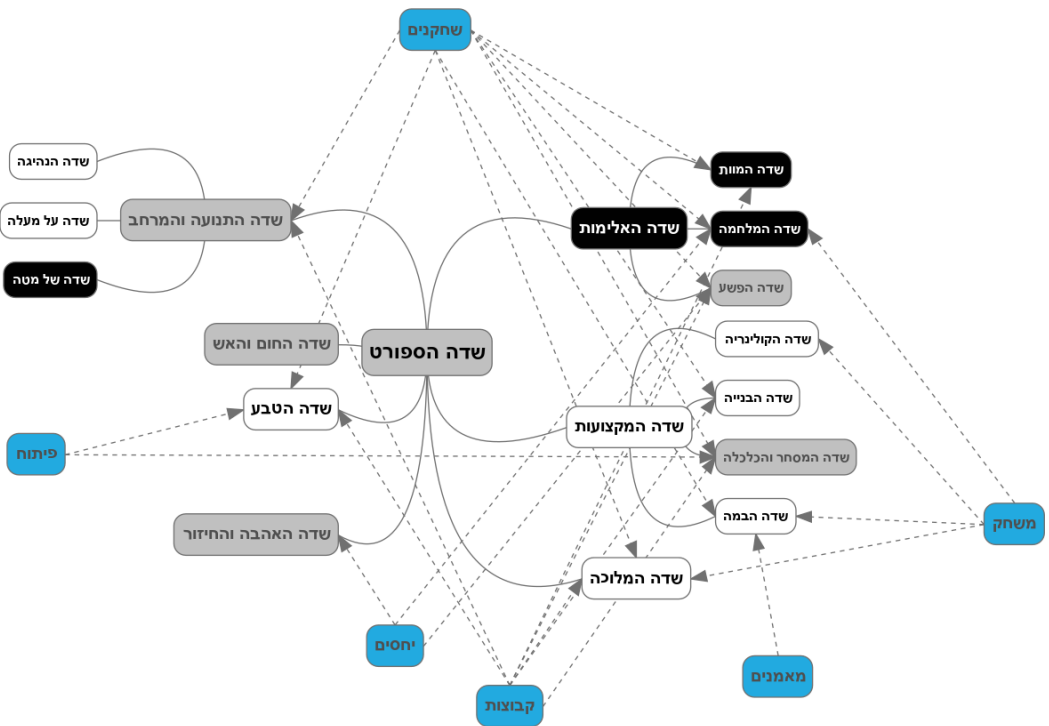 שחקנים
שדה הנהיגה
שדה על מעלה
שדה של מטה
שדה התנועה והמרחב
שדה המוות
שדה האלימות
שדה המלחמה
שדה הפשע
שדה החום והאש
שדה הספורט
שדה הקולינריה
שדה הטבע
שדה הבנייה
שדה המקצועות
פיתוח
שדה המסחר והכלכלה
שדה הבמה
משחק
שדה האהבה והחיזור
שדה המלוכה
יחסים
מאמנים
קבוצות